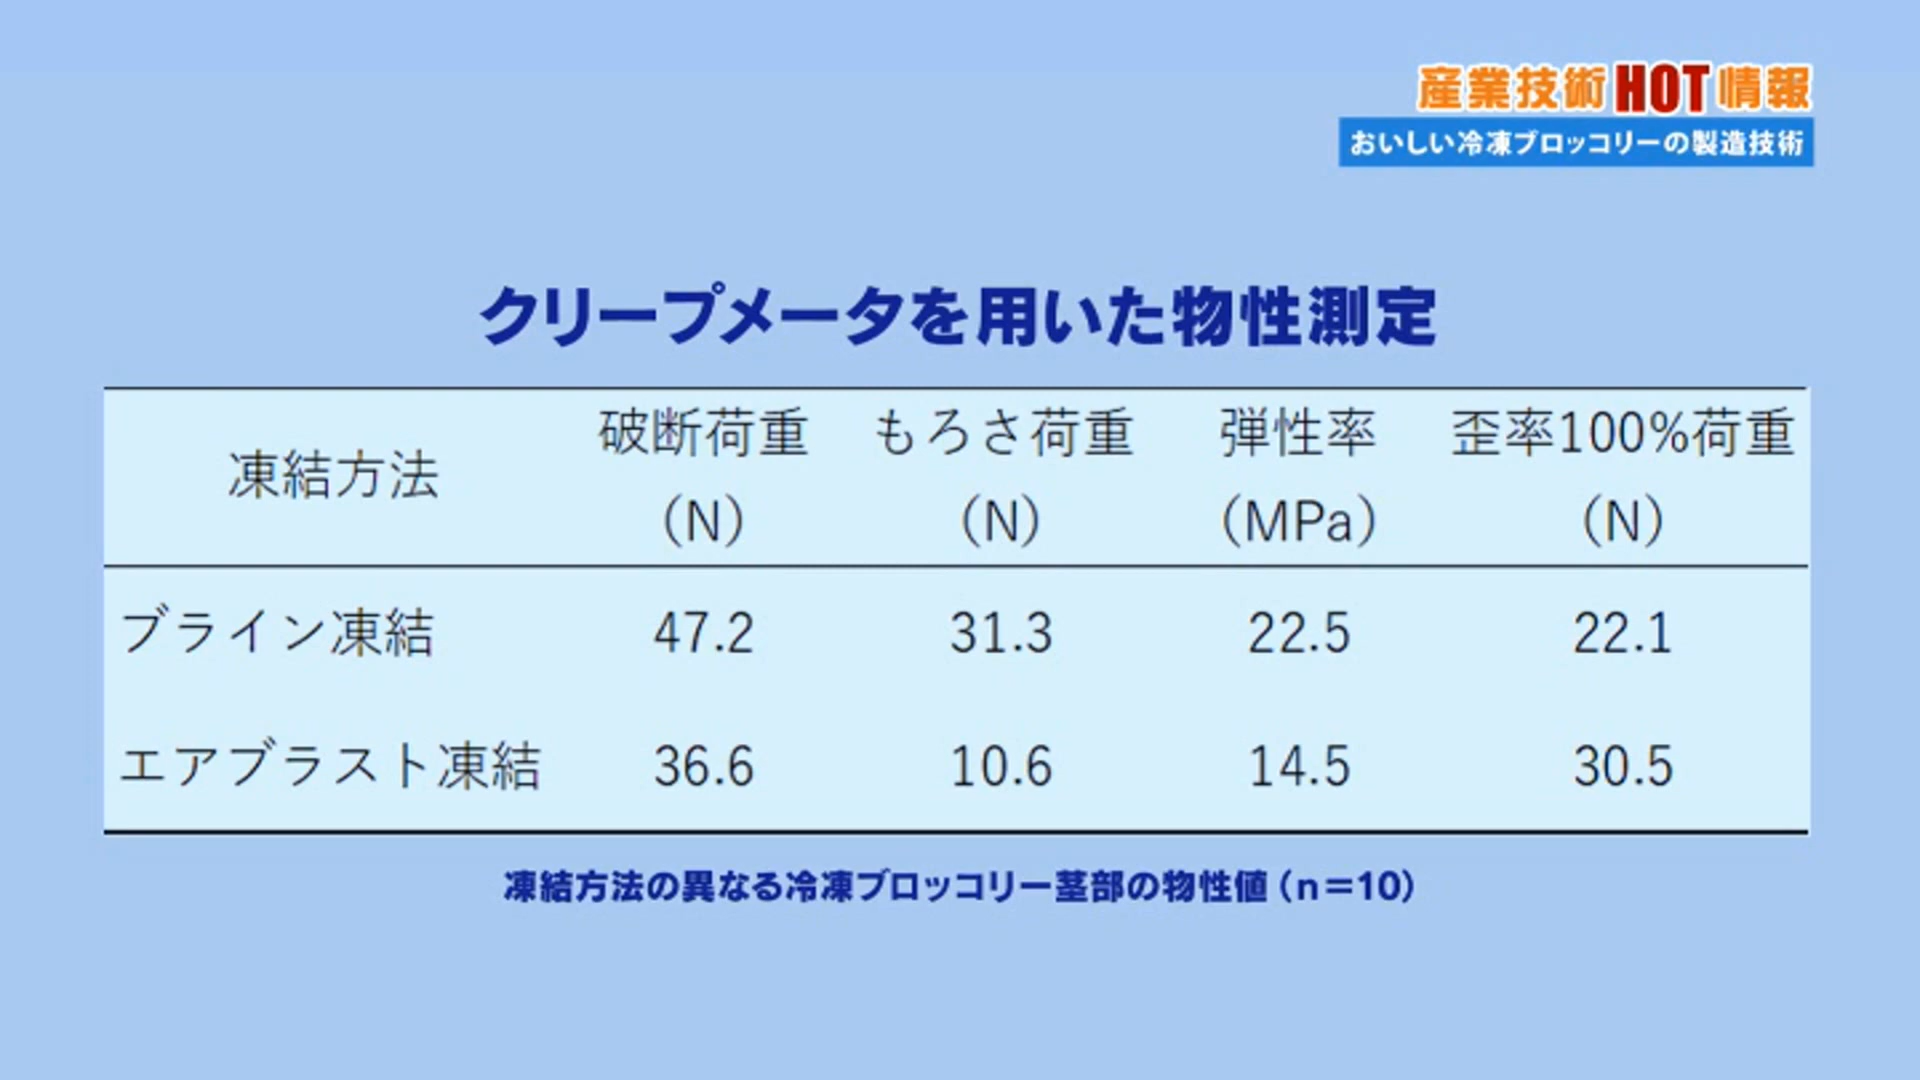 産業技術HOT情報
おいしい冷凍ブロッコリーの製造技術
クリープメータを用いた物性測定
凍結方法 破断荷重 もろさ荷重 弾性率 歪率100%荷重
(N) (N) (MPa) (N)
ブライン凍結 47.2 31.3 22.5 22.1
エアブラスト凍結 36.6 10.6 14.5 30.5
凍結方法の異なる冷凍ブロッコリー茎部の物性値(n=10)